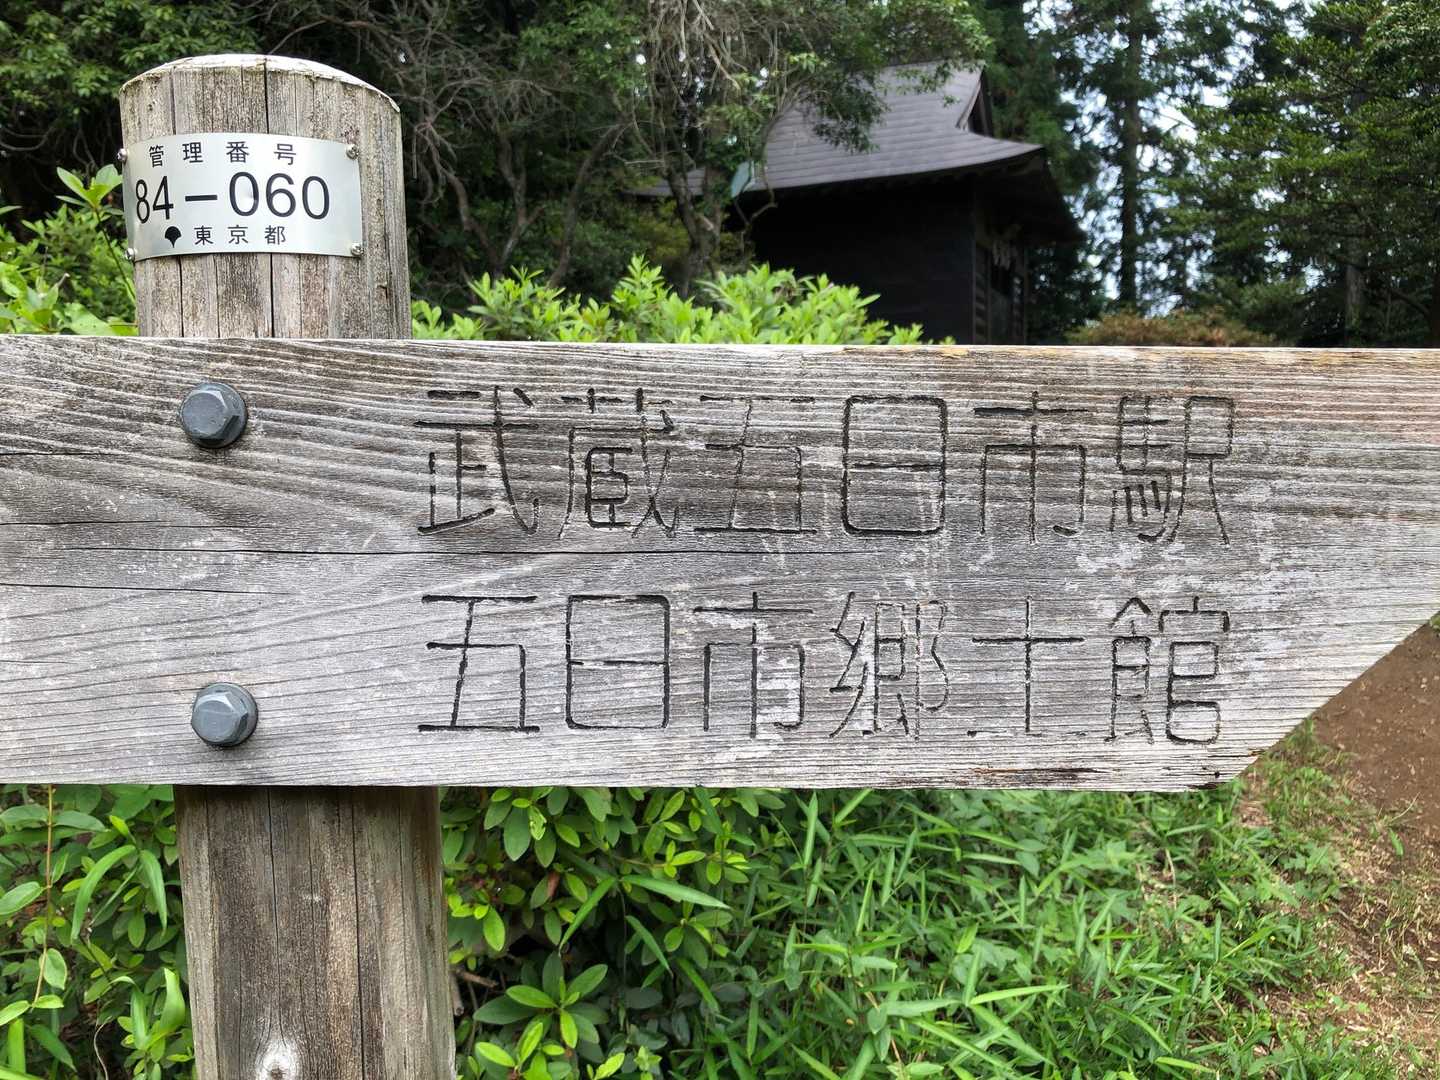 管理番号
84-060
東京都
武蔵五日市駅
五日市郷土館